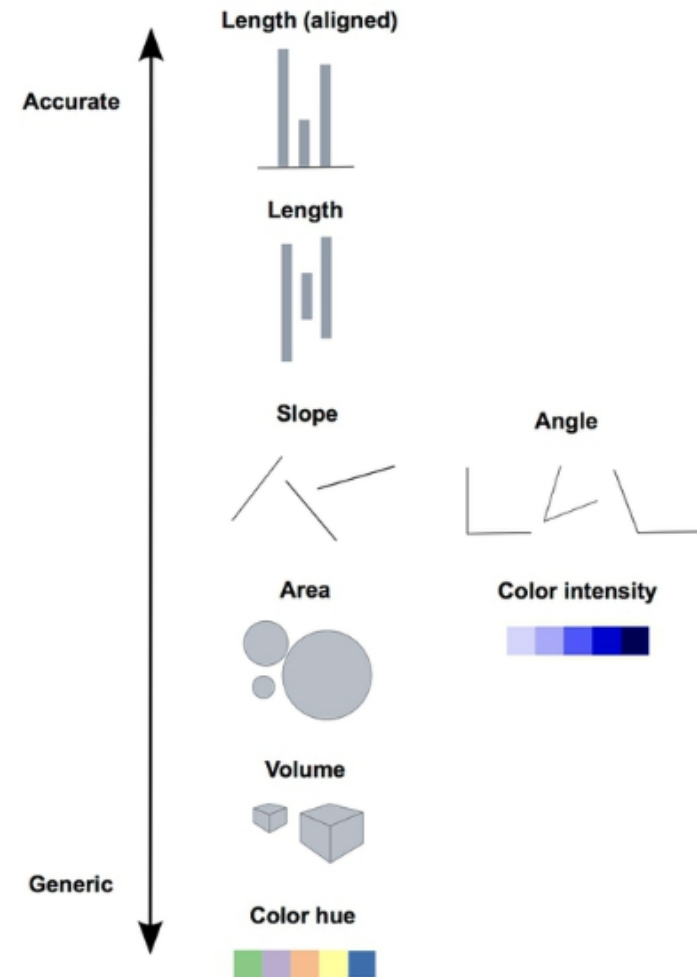 Length (aligned)
Accurate
Length
Slope
Angle
Area
Color intensity
Volume
Generic
Color hue